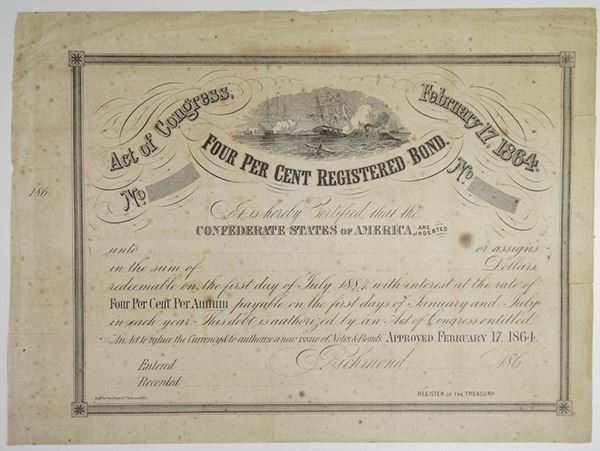 Act of Congress,
February 17, 1864.
FOUR PER CENT REGISTERED BOND.
No
No
186
It is hereby Certified that the
CONFEDERATE STATES OF AMERICA, ARE INDEBTED
unto or assigns
in the sum of Dollars,
redeemable on the first day of July with interest at the rate of
Four Per Cent Per Annum payable on the first days of January and July
in each year. This debt is authorized by an Act of Congress, entitled
An Act to reduce the Currency & to authorize a new issue of Notes & Bonds. APPROVED, FEBRUARY 17, 1864.
Entered Richmond 186
Recorded
REGISTER OF THE TREASURY